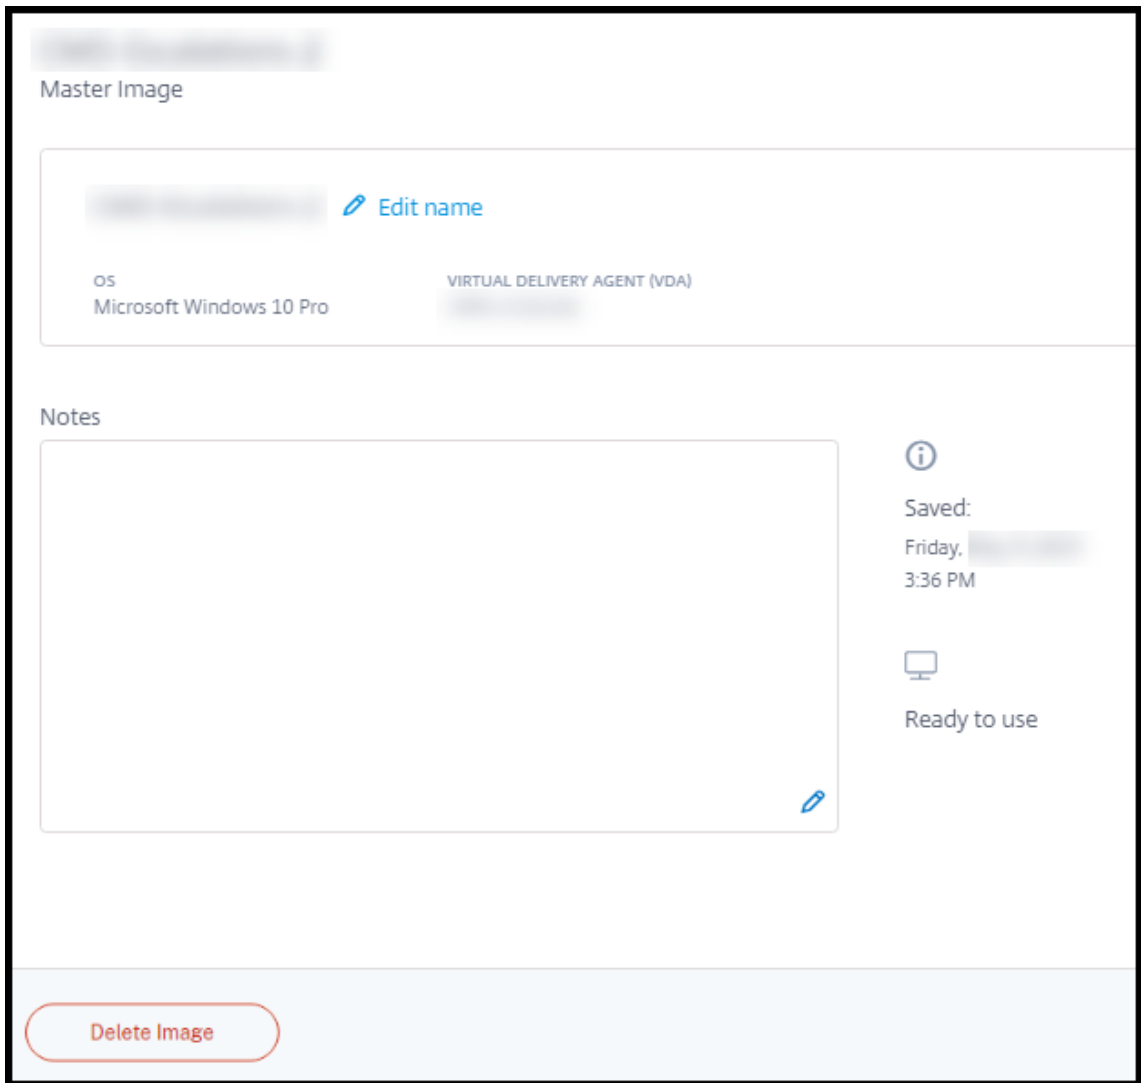 Master Image
Edit name
OS
VIRTUAL DELIVERY AGENT (VDA)
Microsoft Windows 10 Pro
Notes
Saved:
Friday,
3:36 PM
Ready to use
Delete Image